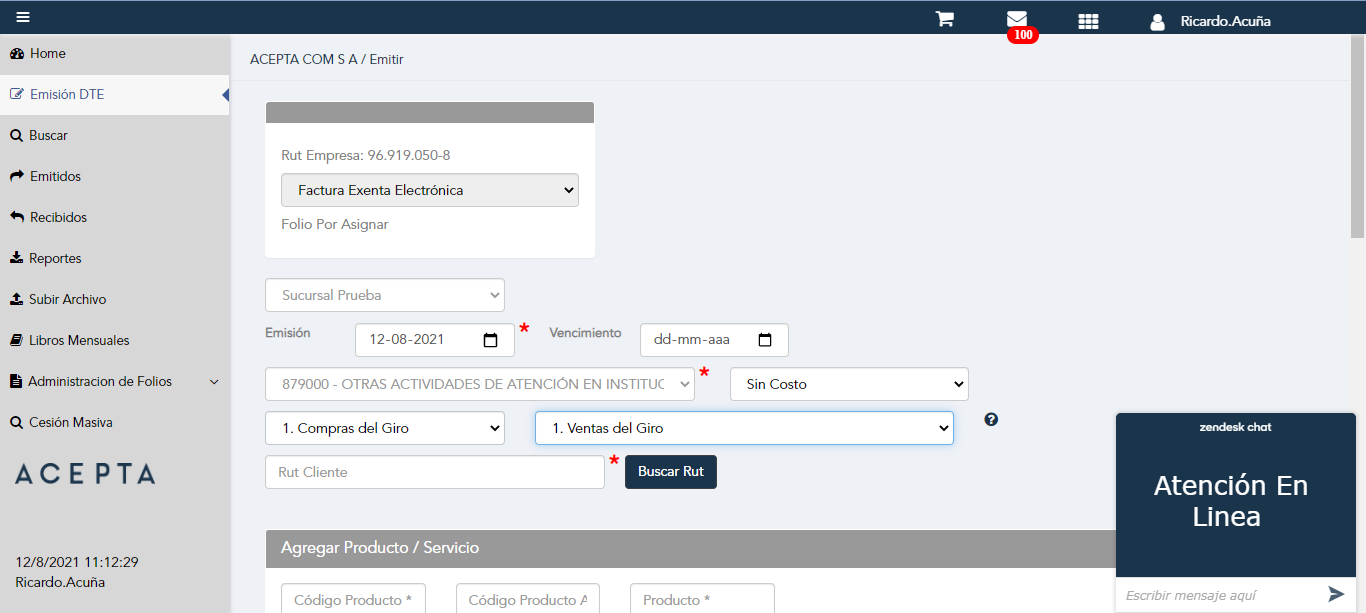 Ricardo.Acuña
100
Home
Emisión DTE
Buscar
Emitidos
Recibidos
Reportes
Subir Archivo
Libros Mensuales
Administracion de Folios
Cesión Masiva
ACEPTA
12/8/2021 11:12:29
Ricardo.Acuña
ACEPTA COM S A / Emitir
Rut Empresa: 96.919.050-8
Factura Exenta Electrónica
Folio Por Asignar
Sucursal Prueba
Emisión 12-08-2021 * Vencimiento dd-mm-aaa
879000 - OTRAS ACTIVIDADES DE ATENCIÓN EN INSTITUC * Sin Costo
1. Compras del Giro 1. Ventas del Giro ?
Rut Cliente * Buscar Rut
Agregar Producto / Servicio
Código Producto * Código Producto A Producto *
zendesk chat
Atención En
Linea
Escribir mensaje aquí